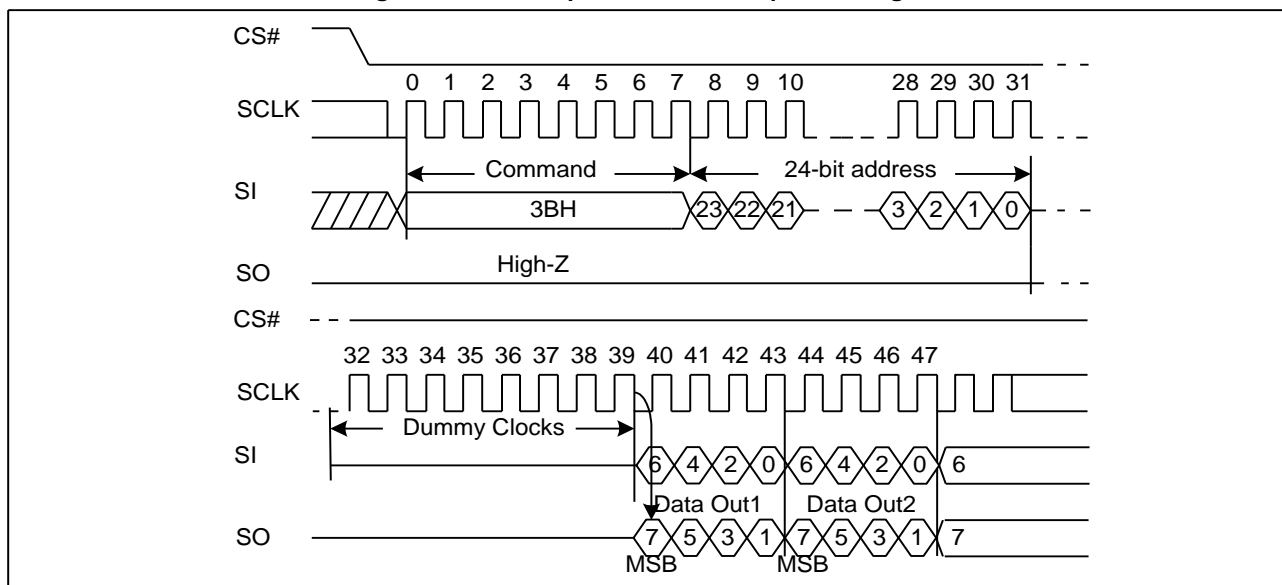 CS#
0 1 2 3 4 5 6 7 8 9 10 28 29 30 31
SCLK
Command 24-bit address
SI
3BH 23 22 21 3 2 1 0
High-Z
SO
CS#
32 33 34 35 36 37 38 39 40 41 42 43 44 45 46 47
SCLK
Dummy Clocks
SI
6 4 2 0 6 4 2 0 6
Data Out1 Data Out2
SO
7 5 3 1 7 5 3 1 7
MSB MSB